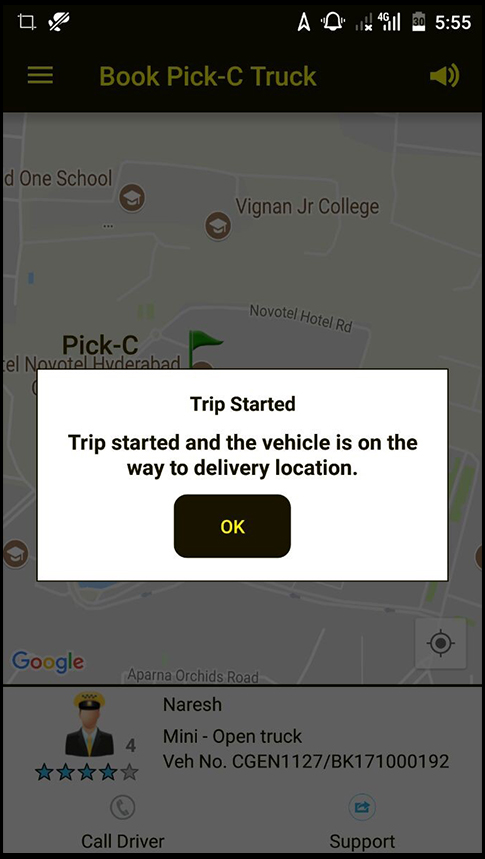 4G
30
5:55
Book Pick-C Truck
d One School
Vignan Jr College
Novotel Hotel Rd
Pick-C
tel Novotel Hyderabad
Trip Started
Trip started and the vehicle is on the
way to delivery location.
OK
Google
Aparna Orchids Road
Naresh
4
Mini - Open truck
Veh No. CGEN1127/BK171000192
Call Driver
Support